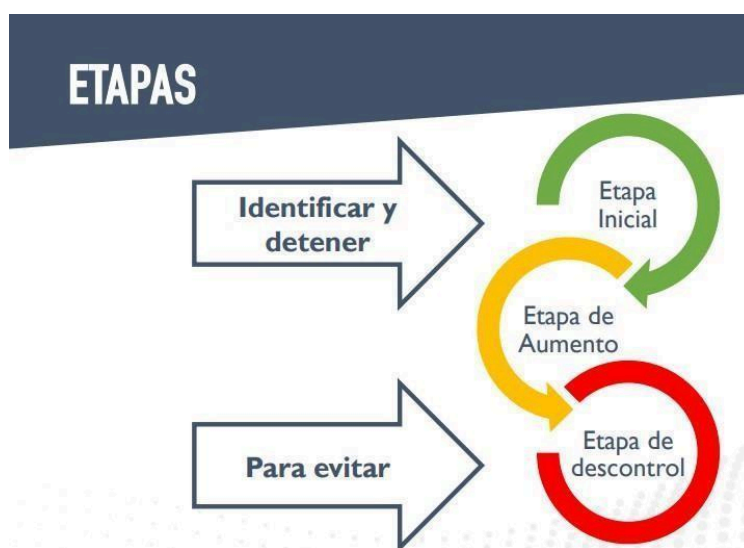 ETAPAS
Identificar y
detener
Etapa
Inicial
Etapa de
Aumento
Para evitar
Etapa de
descontrol